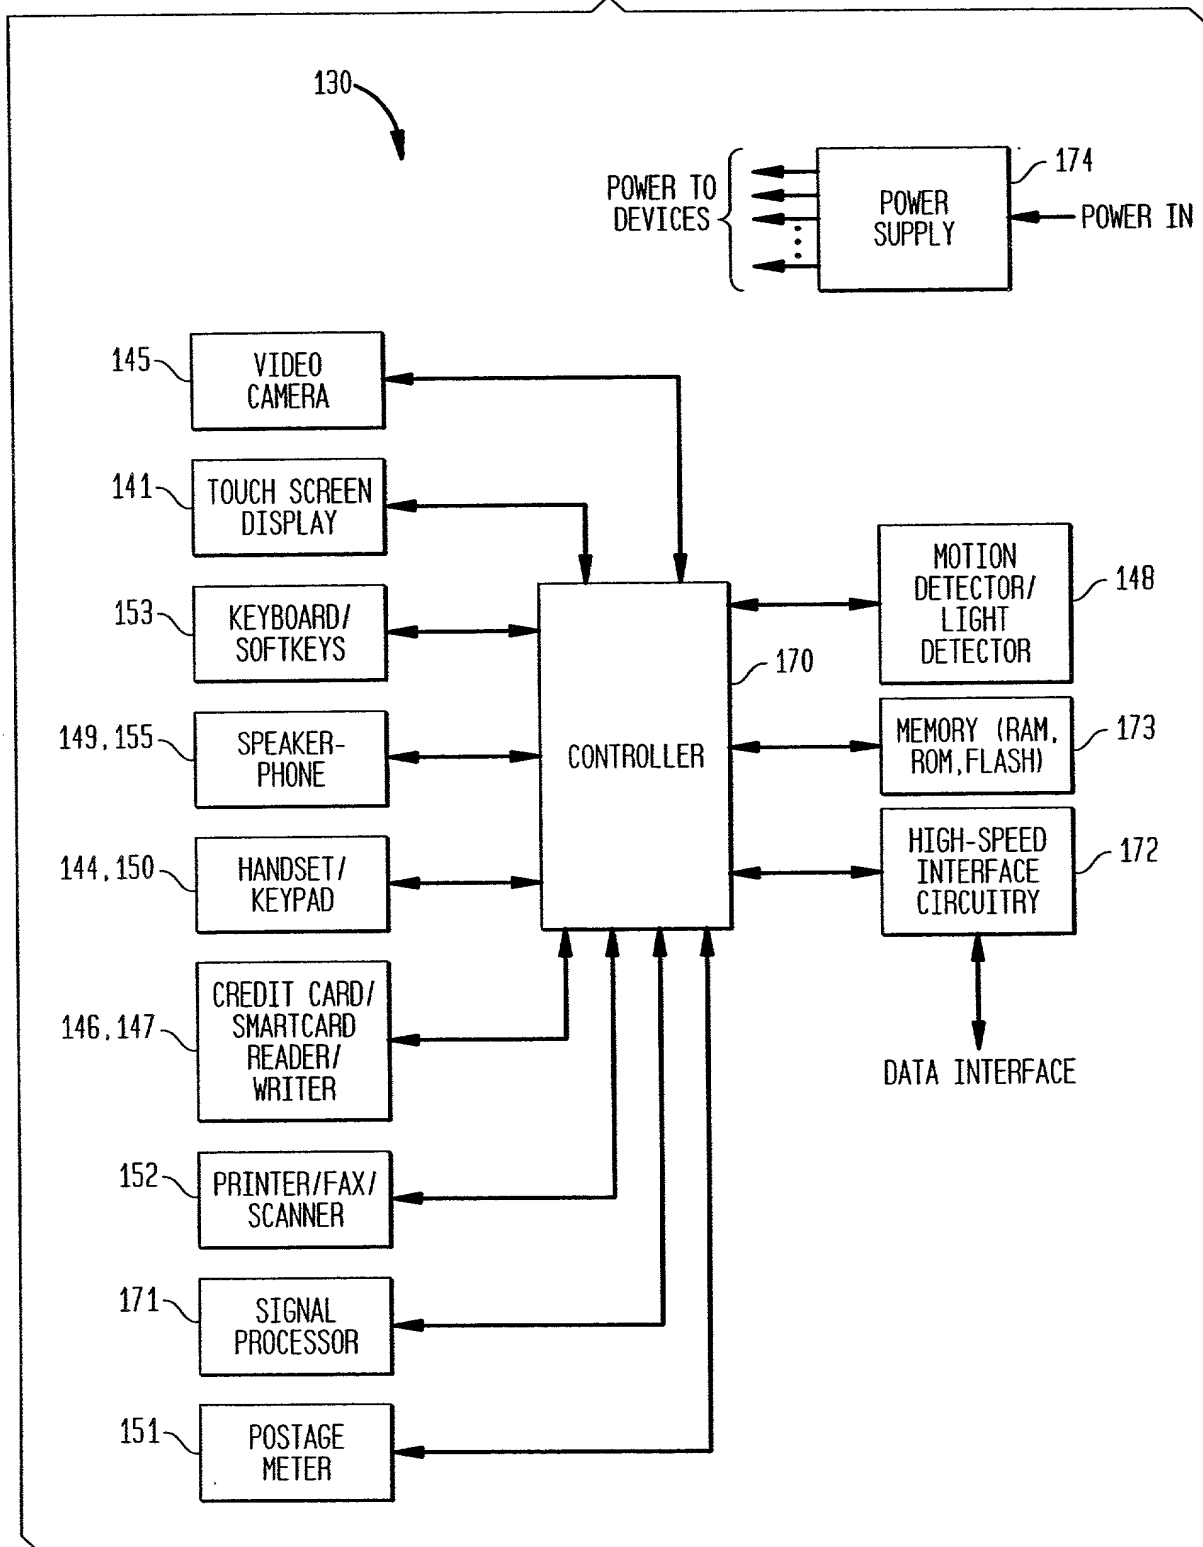 130
POWER TO
DEVICES
POWER
SUPPLY
174
POWER IN
145
VIDEO
CAMERA
141
TOUCH SCREEN
DISPLAY
153
KEYBOARD/
SOFTKEYS
149,155
SPEAKER-
PHONE
144,150
HANDSET/
KEYPAD
146,147
CREDIT CARD/
SMARTCARD
READER/
WRITER
152
PRINTER/FAX/
SCANNER
171
SIGNAL
PROCESSOR
151
POSTAGE
METER
CONTROLLER
170
MOTION
DETECTOR/
LIGHT
DETECTOR
148
MEMORY (RAM,
ROM,FLASH)
173
HIGH-SPEED
INTERFACE
CIRCUITRY
172
DATA INTERFACE